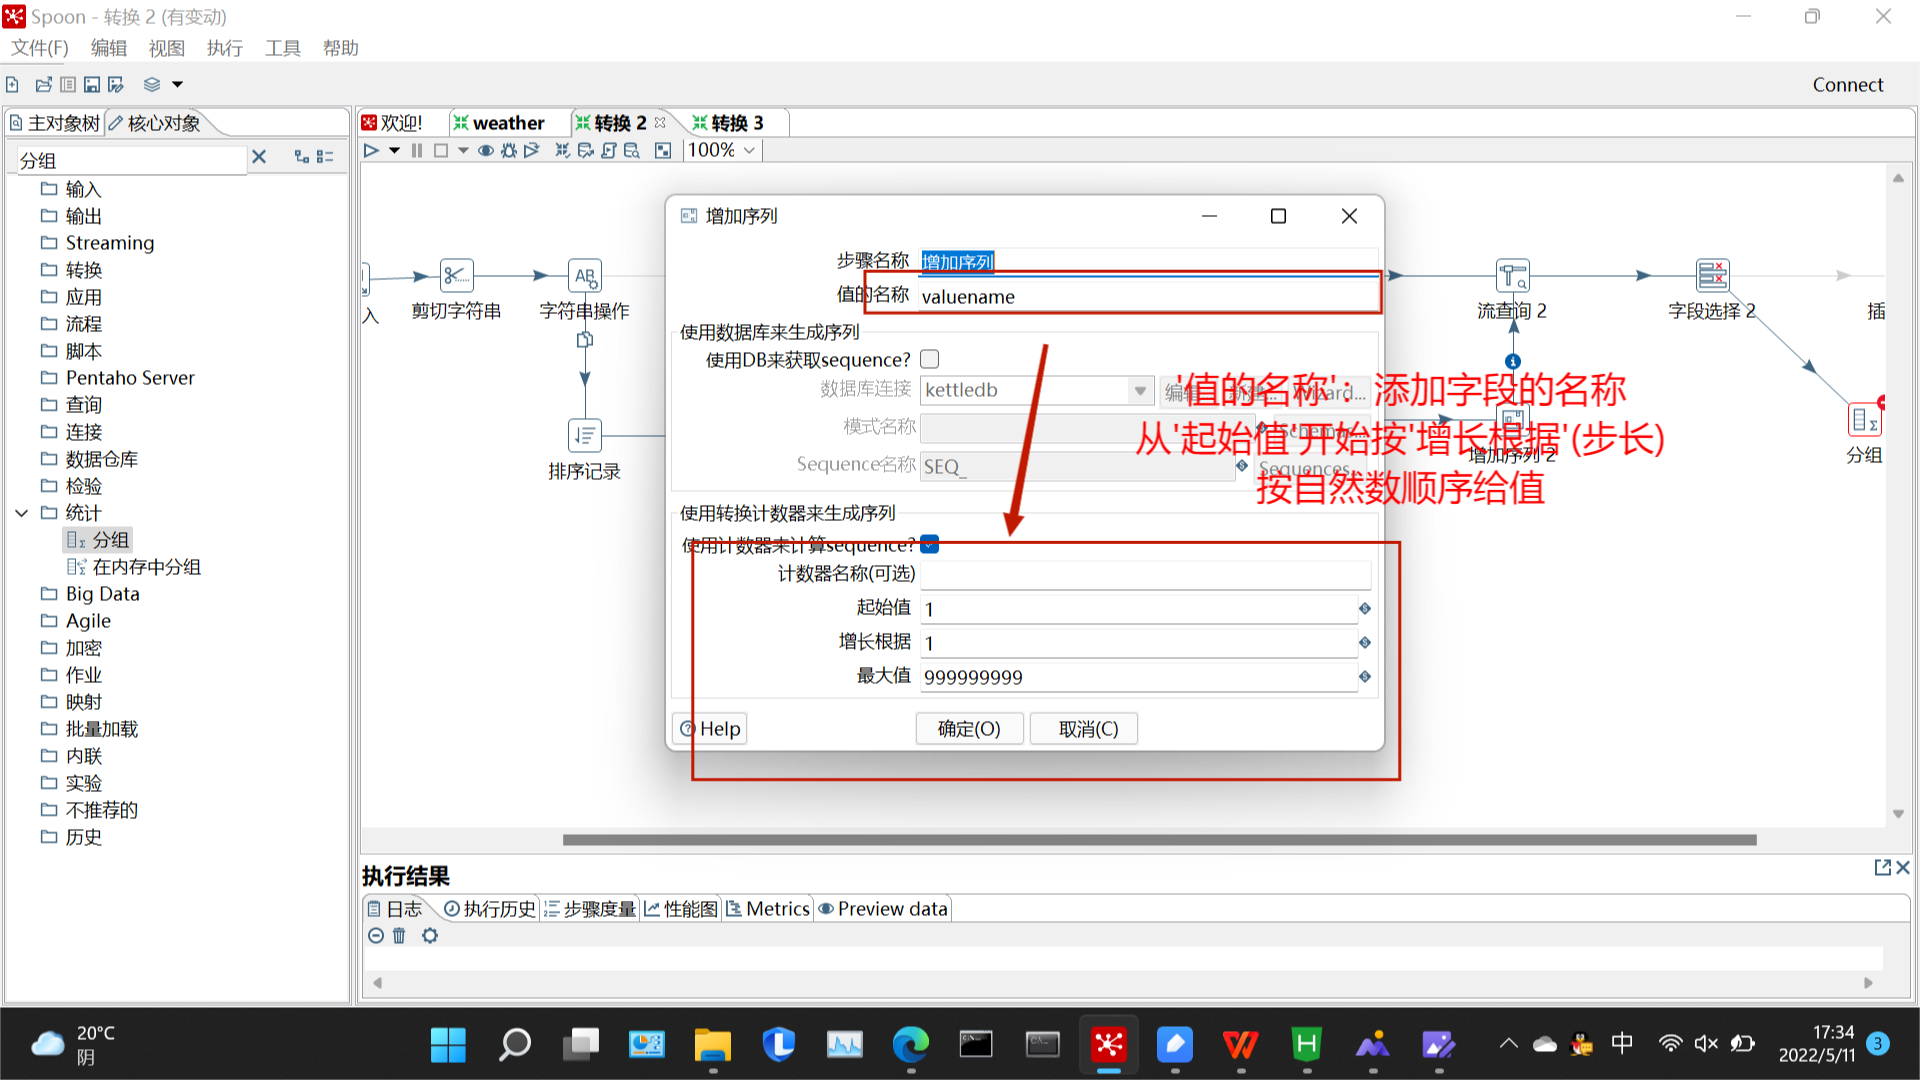 Spoon - 转换 2 (有变动)
文件(F) 编辑 视图 执行 工具 帮助
Connect
主对象树 核心对象
欢迎! weather 转换 2 转换 3
100%
分组
输入
输出
Streaming
转换
应用
流程
脚本
Pentaho Server
查询
连接
数据仓库
检验
统计
分组
在内存中分组
Big Data
Agile
加密
作业
映射
批量加载
内联
实验
不推荐的
历史
入
剪切字符串
字符串操作
排序记录
流查询 2
字段选择 2
插
增加序列 2
分组
增加序列
步骤名称 增加序列
值的名称 valuename
使用数据库来生成序列
使用DB来获取sequence?
数据库连接 kettledb 编辑... 新建... Wizard...
模式名称 Schemas...
Sequence名称 SEQ_ Sequences...
使用转换计数器来生成序列
使用计数器来计算sequence?
计数器名称(可选)
起始值 1
增长根据 1
最大值 999999999
Help 确定(O) 取消(C)
'值的名称'：添加字段的名称
从'起始值'开始按'增长根据'(步长)
按自然数顺序给值
执行结果
日志 执行历史 步骤度量 性能图 Metrics Preview data
20°C
阴
中
17:34
2022/5/11
3